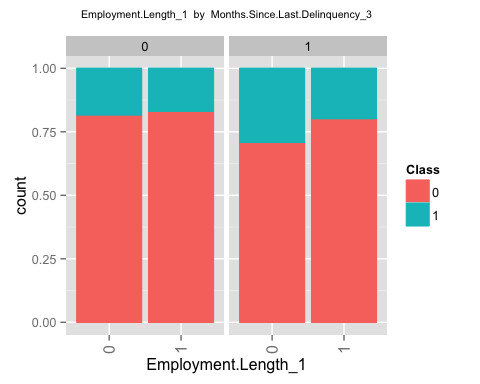 Employment.Length_1 by Months.Since.Last.Delinquency_3
0 1
1.00
0.75
0.50
0.25
0.00
count
0 1 0 1
Employment.Length_1
Class
0
1